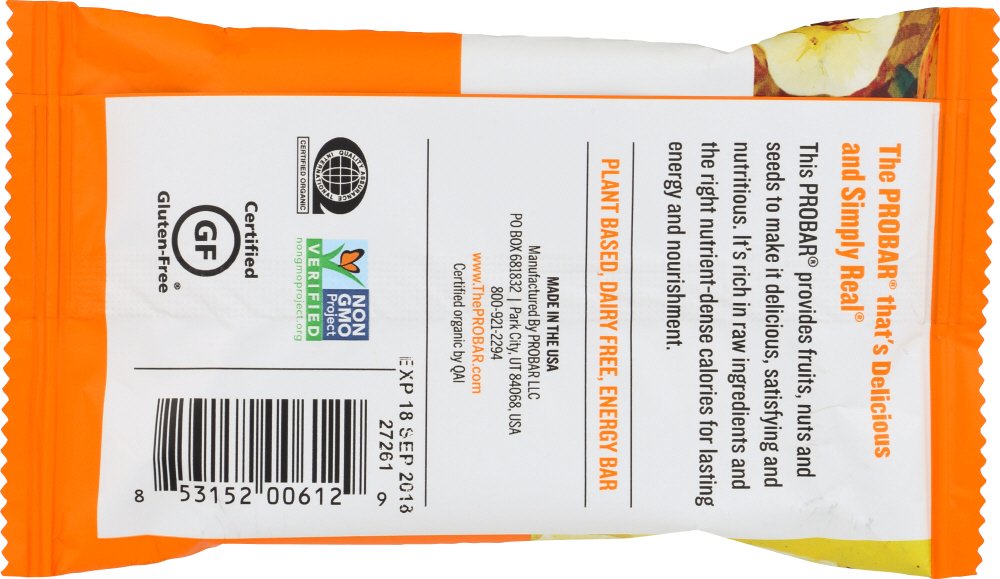 The PROBAR® that's Delicious
and Simply Real®
This PROBAR® provides fruits, nuts and
seeds to make it delicious, satisfying and
nutritious. It's rich in raw ingredients and
the right nutrient-dense calories for lasting
energy and nourishment.
PLANT BASED, DAIRY FREE, ENERGY BAR
MADE IN THE USA
Manufactured By PROBAR LLC
PO BOX 681832 | Park City, UT 84068, USA
800-921-2294
www.ThePROBAR.com
Certified organic by QAI
QUALITY ASSURANCE INTERNATIONAL
CERTIFIED ORGANIC
NON
GMO
Project
VERIFIED
nongmoproject.org
Certified
GF
Gluten-Free®
EXP 18 SEP 2018
27261
8 53152 00612 9